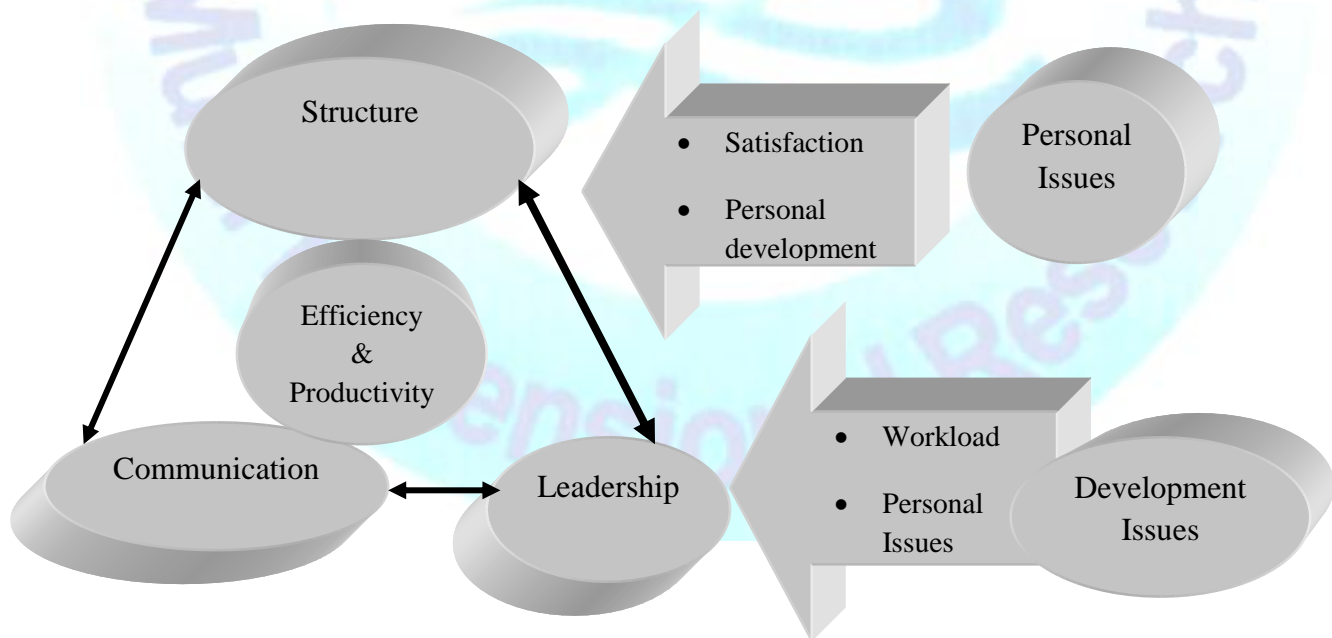 Structure
• Satisfaction
• Personal
development
Personal
Issues
Efficiency
&
Productivity
Communication
Leadership
• Workload
• Personal
Issues
Development
Issues